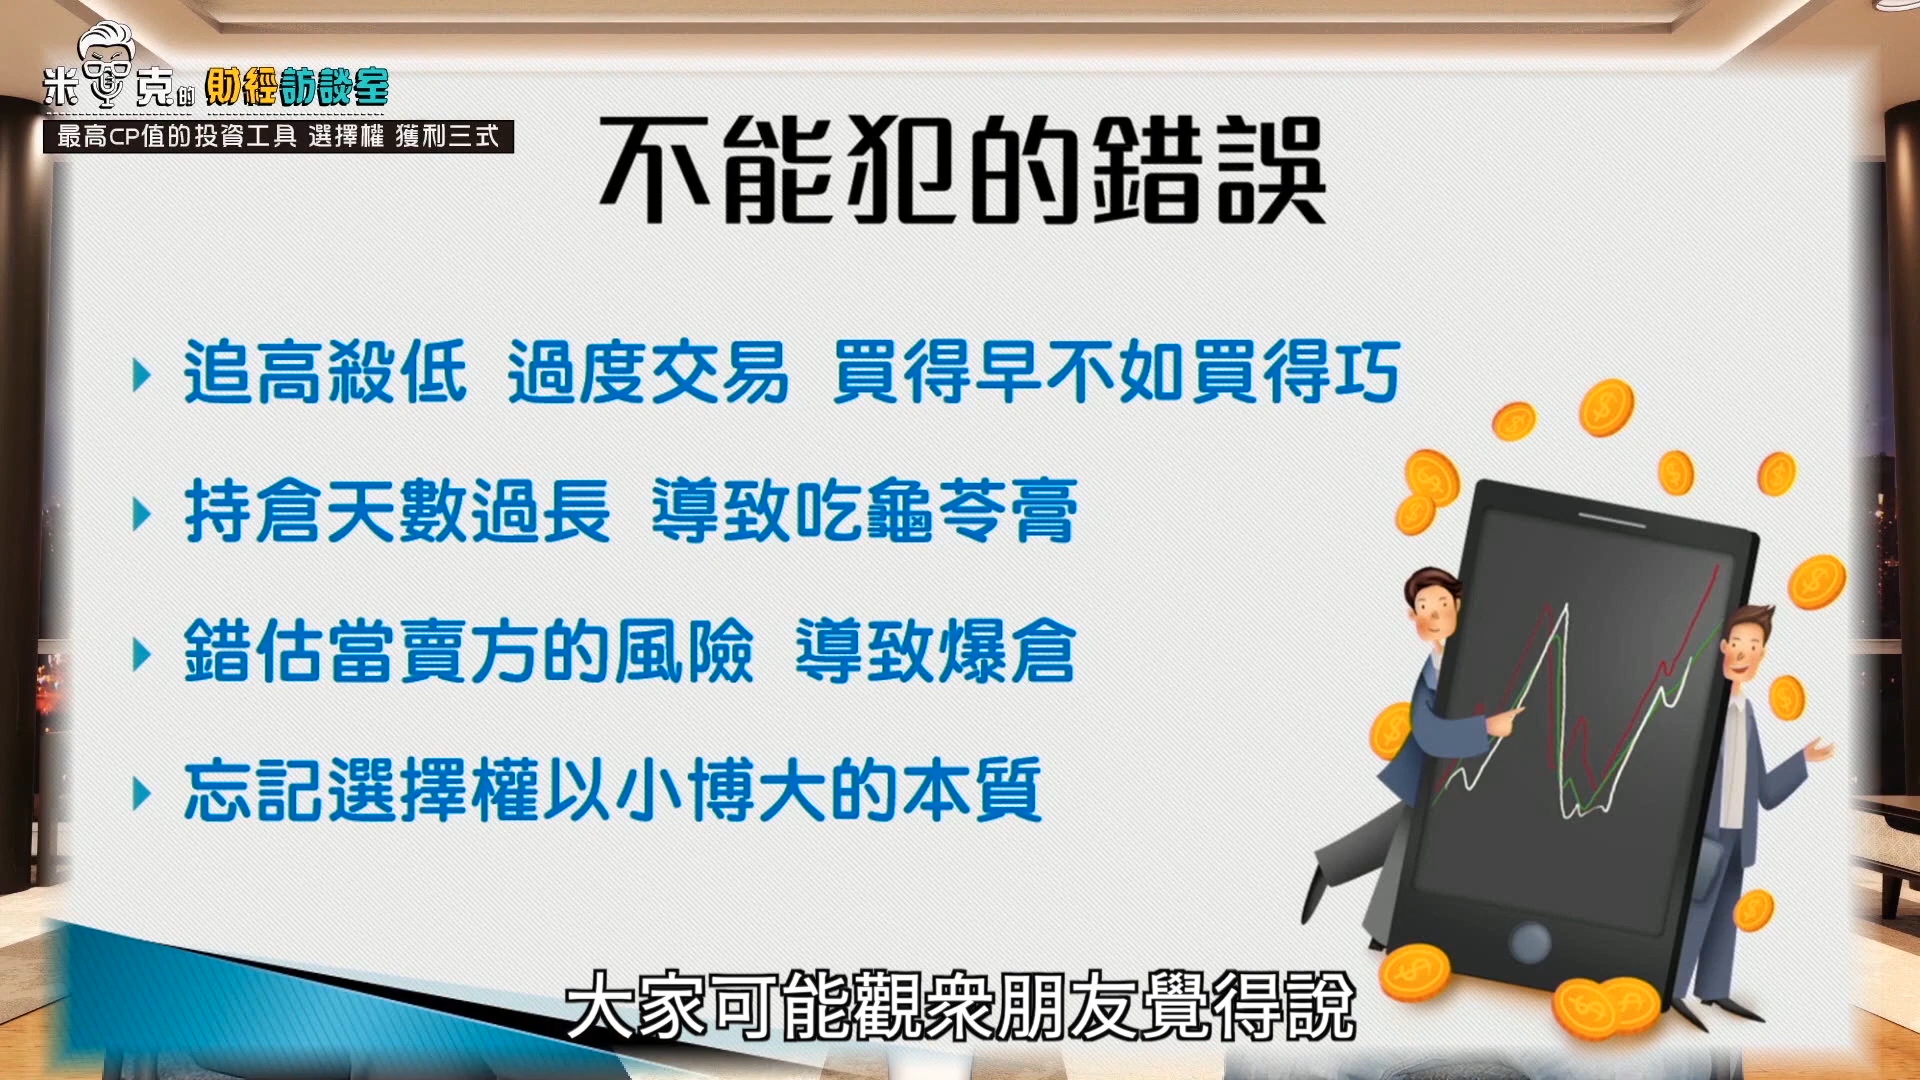 米克的 財經訪談室
最高CP值的投資工具 選擇權 獲利三式
不能犯的錯誤
追高殺低 過度交易 買得早不如買得巧
持倉天數過長 導致吃龜苓膏
錯估當賣方的風險 導致爆倉
忘記選擇權以小博大的本質
大家可能觀眾朋友覺得說